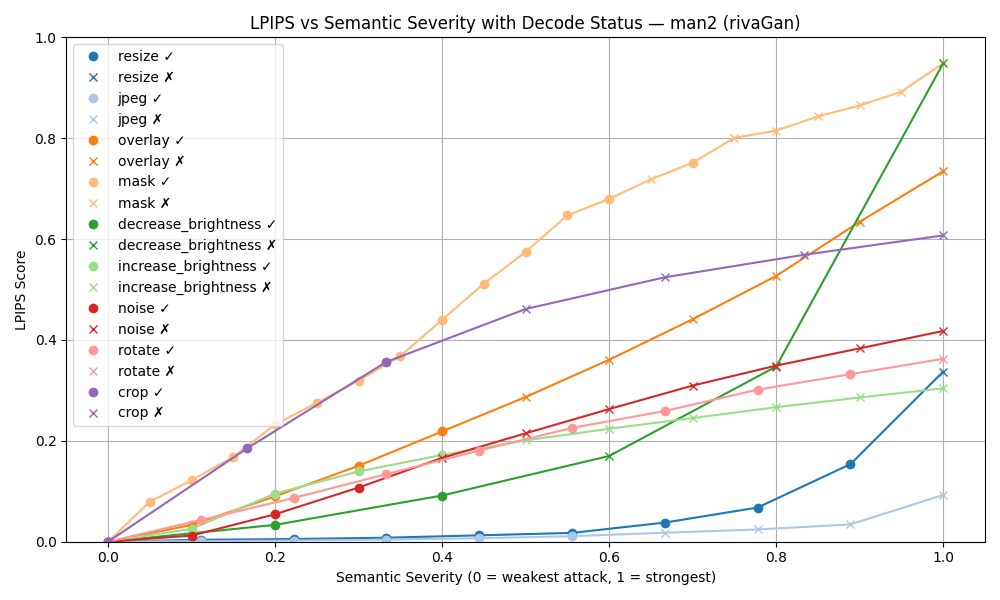 LPIPS vs Semantic Severity with Decode Status — man2 (rivaGan)
1.0
0.8
0.6
0.4
0.2
0.0
LPIPS Score
resize ✓
resize ✗
jpeg ✓
jpeg ✗
overlay ✓
overlay ✗
mask ✓
mask ✗
decrease_brightness ✓
decrease_brightness ✗
increase_brightness ✓
increase_brightness ✗
noise ✓
noise ✗
rotate ✓
rotate ✗
crop ✓
crop ✗
0.0 0.2 0.4 0.6 0.8 1.0
Semantic Severity (0 = weakest attack, 1 = strongest)